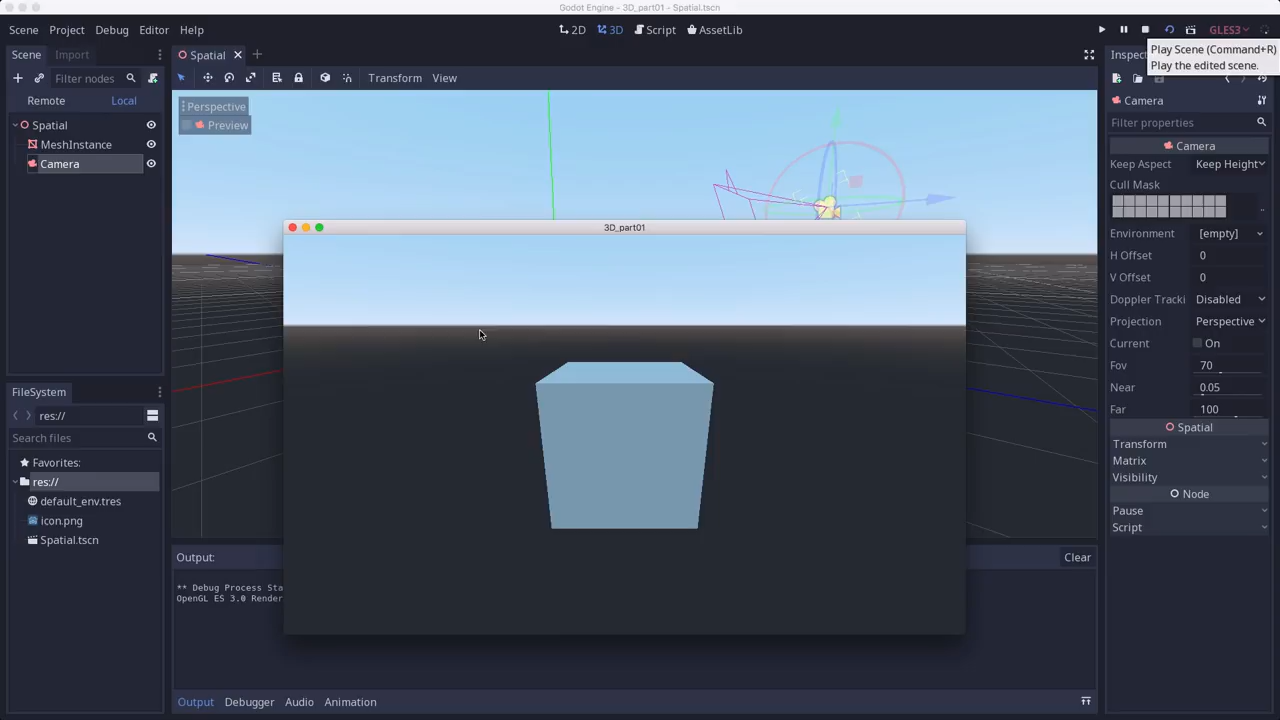 Godot Engine - 3D_part01 - Spatial.tscn
Scene Project Debug Editor Help
2D 3D Script AssetLib
GLES3
Play Scene (Command+R)
Play the edited scene.
Scene Import
Spatial
Filter nodes
Transform View
Remote Local
Perspective
Preview
Spatial
MeshInstance
Camera
3D_part01
FileSystem
res://
Search files
Favorites:
res://
default_env.tres
icon.png
Spatial.tscn
Output:
Clear
** Debug Process Sta
OpenGL ES 3.0 Render
Output Debugger Audio Animation
Inspect
Camera
Filter properties
Camera
Keep Aspect Keep Height
Cull Mask
Environment [empty]
H Offset 0
V Offset 0
Doppler Tracki Disabled
Projection Perspective
Current On
Fov 70
Near 0.05
Far 100
Spatial
Transform
Matrix
Visibility
Node
Pause
Script